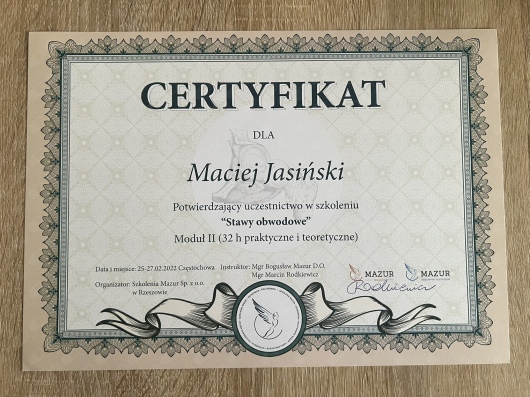 CERTYFIKAT
DLA
Maciej Jasiński
Potwierdzający uczestnictwo w szkoleniu
“Stawy obwodowe”
Moduł II (32 h praktyczne i teoretyczne)
Data i miejsce: 25-27.02.2022 Częstochowa
Instruktor: Mgr Bogusław Mazur D.O.
Mgr Marcin Rodkiewicz
Organizator: Szkolenia Mazur Sp. z o.o.
w Rzeszowie
MAZUR
MAZUR
Rodkiewicz